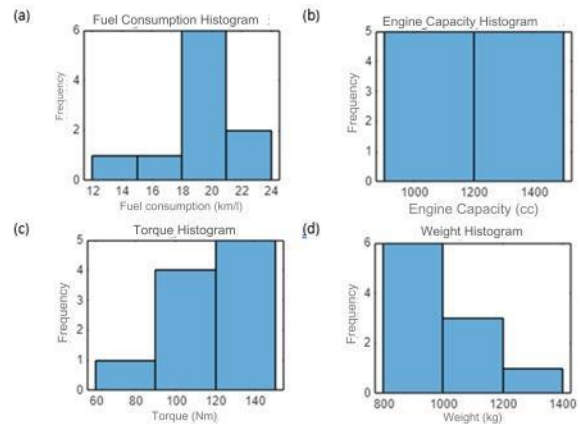 (a)
Fuel Consumption Histogram
6
4
2
0
Frequency
12 14 16 18 20 22 24
Fuel consumption (km/l)
(b)
Engine Capacity Histogram
5
4
3
2
1
0
Frequency
1000 1200 1400
Engine Capacity (cc)
(c)
Torque Histogram
5
4
3
2
1
0
Frequency
60 80 100 120 140
Torque (Nm)
(d)
Weight Histogram
6
4
2
0
Frequency
800 1000 1200 1400
Weight (kg)